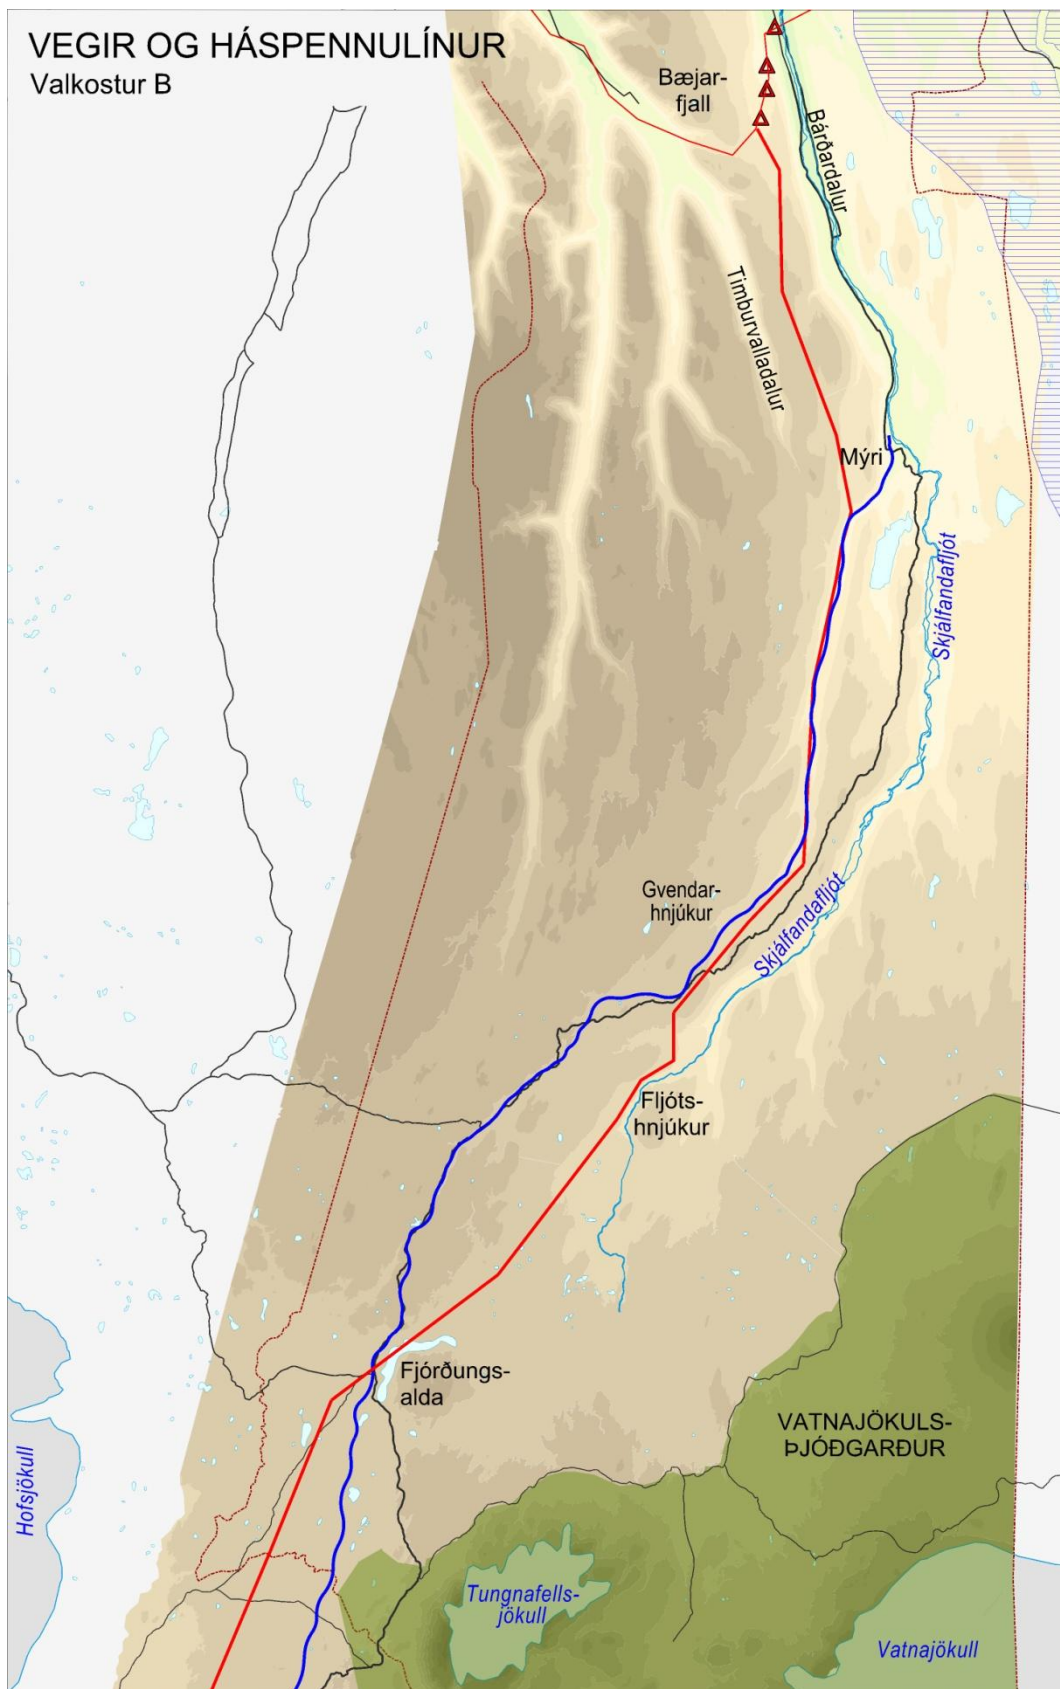 VEGIR OG HÁSPENNULÍNUR
Valkostur B
Bæjar-
fjall
Bárðardalur
Timburvalladalur
Mýri
Skjálfandafljót
Gvendar-
hnjúkur
Skjálfandafljót
Fljóts-
hnjúkur
Fjórðungs-
alda
VATNAJÖKULS-
ÞJÓÐGARÐUR
Hofsjökull
Tungnafells-
jökull
Vatnajökull